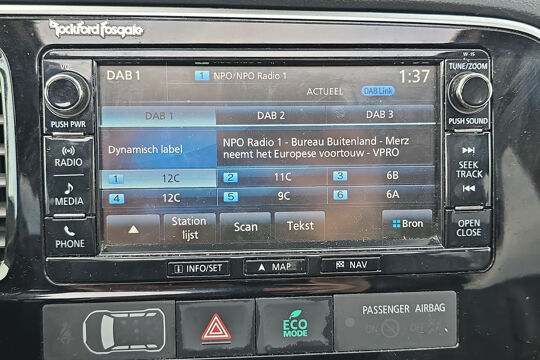 Rockford Fosgate
W-15
VOL
TUNE/ZOOM
DAB 1 1 NPO/NPO Radio 1 1:37
ACTUEEL DAB Link
DAB 1 DAB 2 DAB 3
PUSH PWR
PUSH SOUND
Dynamisch label
NPO Radio 1 - Bureau Buitenland - Merz
neemt het Europese voortouw - VPRO
RADIO
SEEK
TRACK
1 12C 2 11C 3 6B
4 12C 5 9C 6 6A
MEDIA
Station
lijst
Scan
Tekst
Bron
PHONE
OPEN
CLOSE
INFO/SET
MAP
NAV
ECO
MODE
PASSENGER AIRBAG
ON OFF